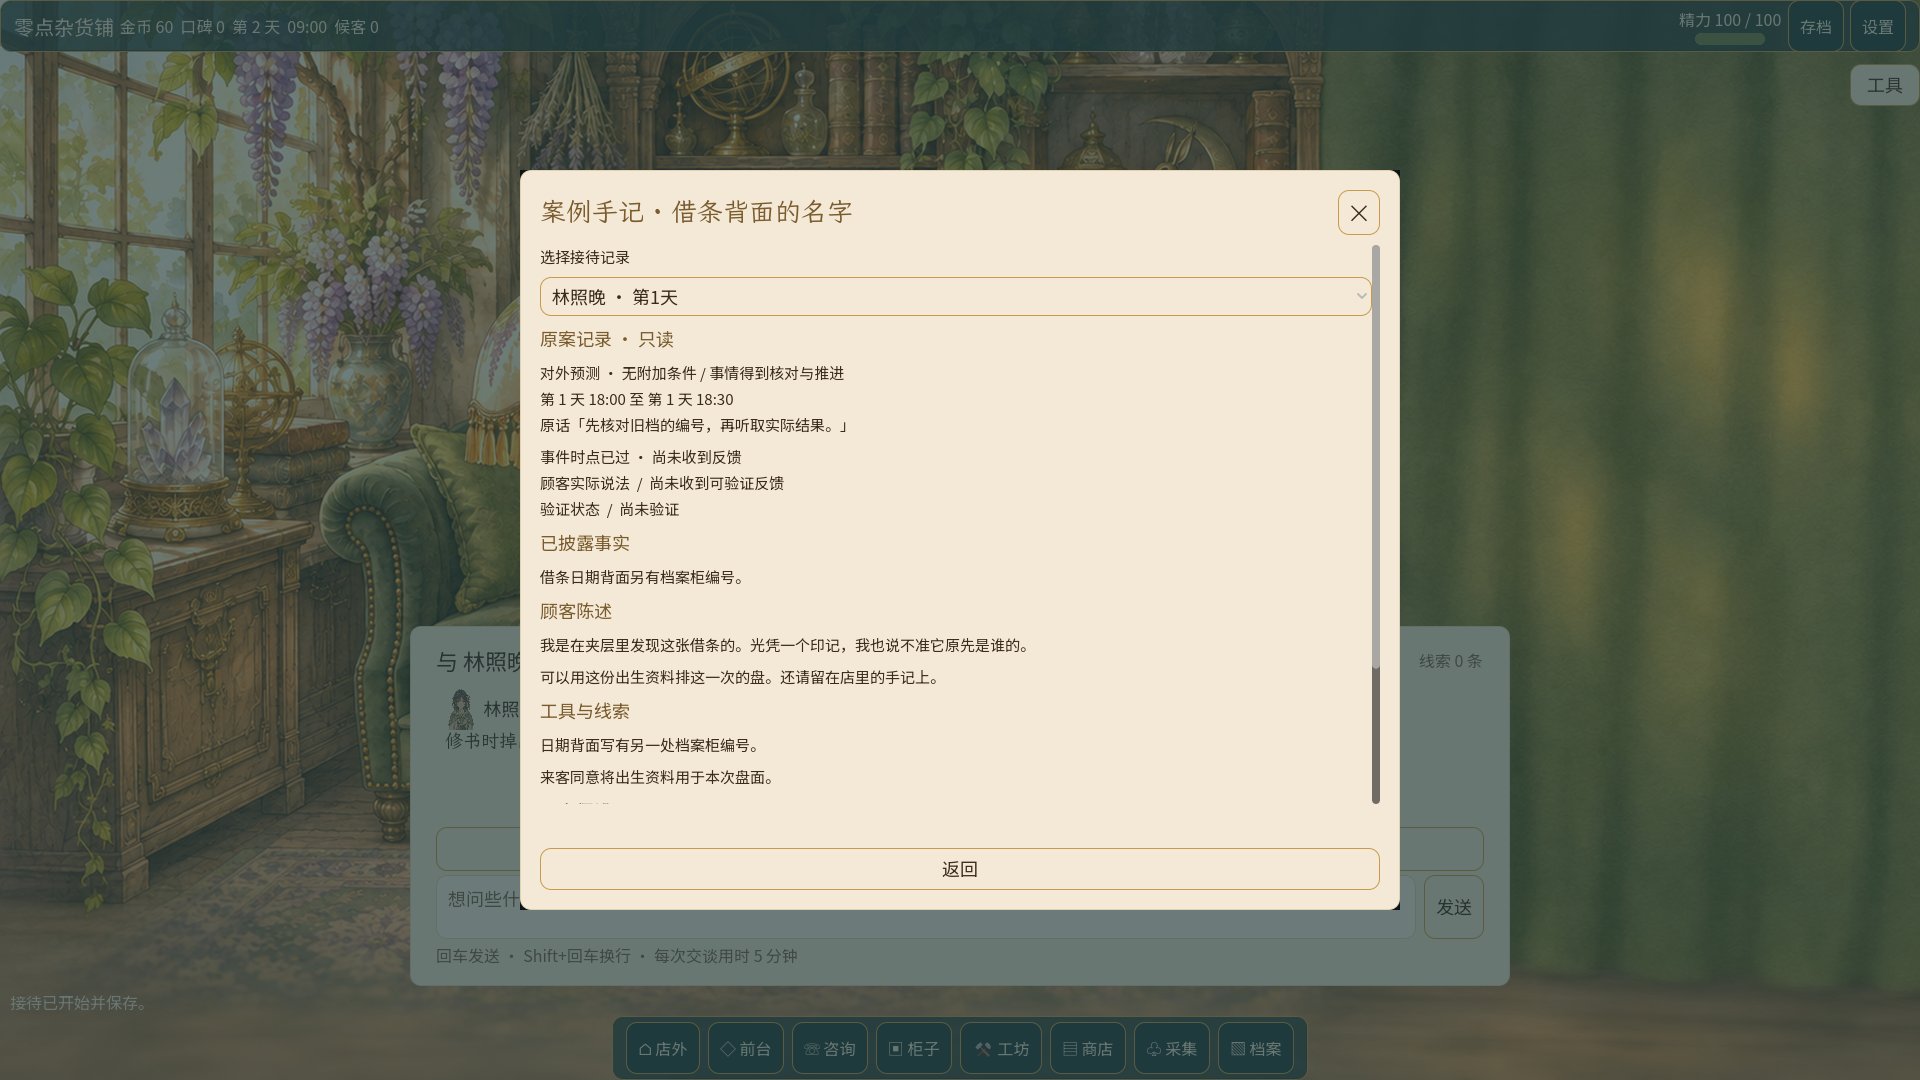 零点杂货铺 金币 60 口碑 0 第 2 天 09:00 候客 0
精力 100 / 100
存档
设置
工具
案例手记·借条背面的名字
选择接待记录
林照晚 · 第1天
原案记录 · 只读
对外预测 · 无附加条件 / 事情得到核对与推进
第 1 天 18:00 至 第 1 天 18:30
原话「先核对旧档的编号，再听取实际结果。」
事件时点已过 · 尚未收到反馈
顾客实际说法 / 尚未收到可验证反馈
验证状态 / 尚未验证
已披露事实
借条日期背面另有档案柜编号。
顾客陈述
我是在夹层里发现这张借条的。光凭一个印记，我也说不准它原先是谁的。
可以用这份出生资料排这一次的盘。还请留在店里的手记上。
工具与线索
日期背面写有另一处档案柜编号。
来客同意将出生资料用于本次盘面。
返回
与 林照晚
线索 0 条
林照
修书时掉
想问些什
发送
回车发送 · Shift+回车换行 · 每次交谈用时 5 分钟
接待已开始并保存。
店外
前台
咨询
柜子
工坊
商店
采集
档案